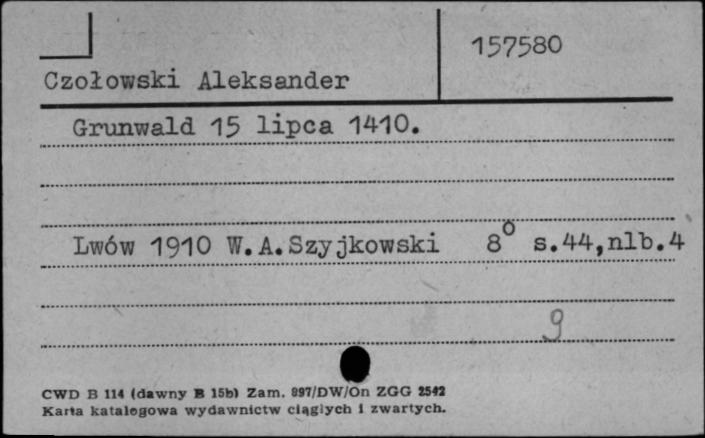 157580
Czołowski Aleksander
Grunwald 15 lipca 1410.
Lwów 1910 W.A.Szyjkowski 8° s.44,nlb.4
9
CWD B 114 (dawny B 15b) Zam. 997/DW/On ZGG 2542
Karta katalogowa wydawnictw ciągłych i zwartych.